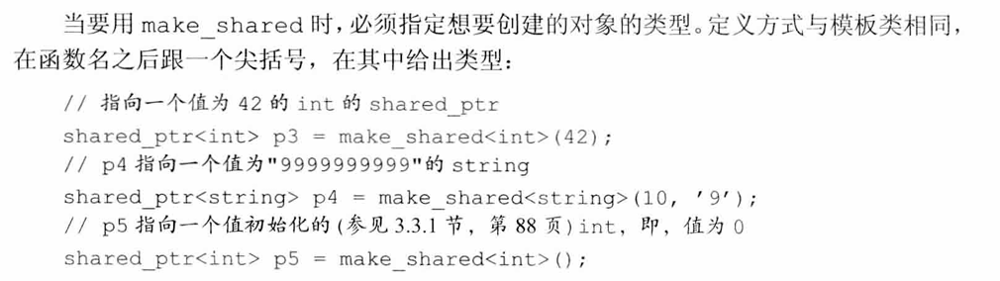 当要用 make_shared 时，必须指定想要创建的对象的类型。定义方式与模板类相同，
在函数名之后跟一个尖括号，在其中给出类型：
// 指向一个值为 42 的 int 的 shared_ptr
shared_ptr<int> p3 = make_shared<int>(42);
// p4 指向一个值为"9999999999"的 string
shared_ptr<string> p4 = make_shared<string>(10, '9');
// p5 指向一个值初始化的(参见 3.3.1 节，第 88 页)int，即，值为 0
shared_ptr<int> p5 = make_shared<int>();